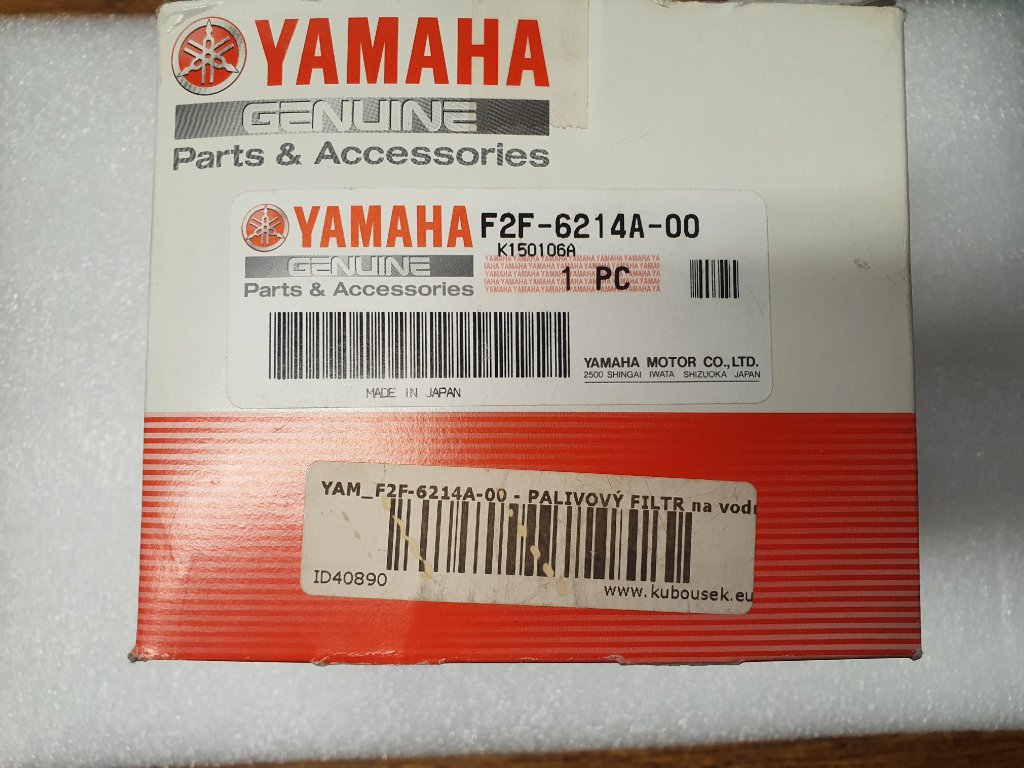 YAMAHA
GENUINE
Parts & Accessories
YAMAHA F2F-6214A-00
K150106A
GENUINE
1 PC
Parts & Accessories
YAMAHA MOTOR CO.,LTD.
2500 SHINGAI IWATA SHIZUOKA JAPAN
MADE IN JAPAN
YAM_F2F-6214A-00 - PALIVOVÝ FILTR na vodr
ID40890
www.kubousek.eu